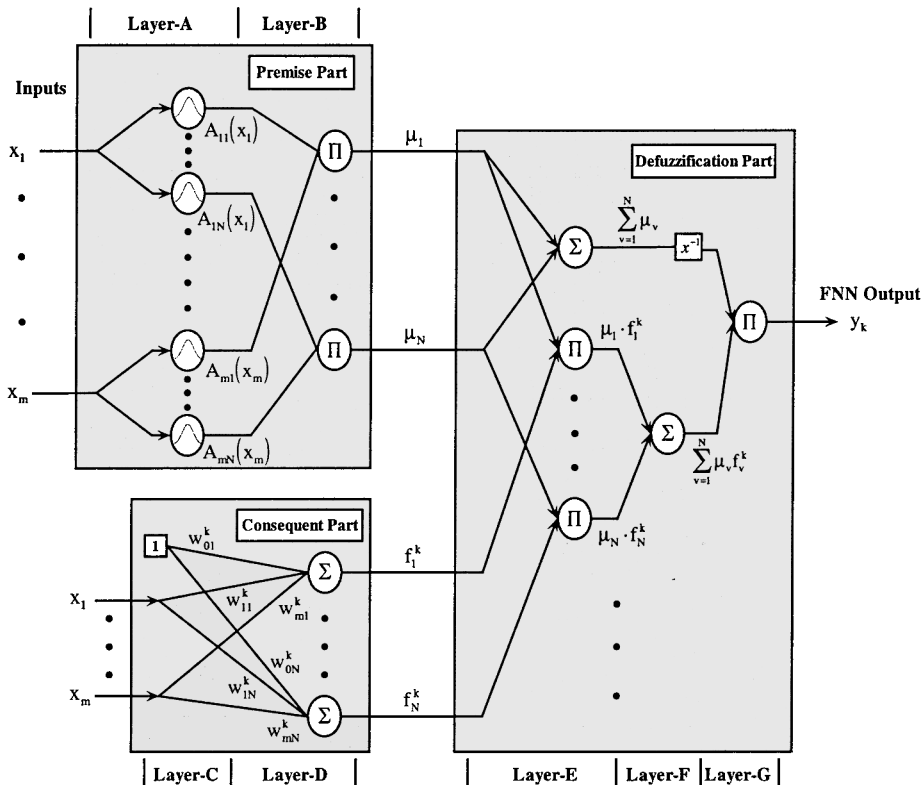 Layer-A Layer-B
Premise Part
Inputs
x₁
A₁₁(x₁)
Π
μ₁
A₁N(x₁)
Defuzzification Part
Σ
∑ᵥ₌₁ᴺ μᵥ
x⁻¹
FNN Output
Π
yₖ
Aₘ₁(xₘ)
Π
μN
Π
μ₁ · f₁ᵏ
xₘ
AₘN(xₘ)
Σ
∑ᵥ₌₁ᴺ μᵥfᵥᵏ
Consequent Part
Π
μN · fNᵏ
1
w₀₁ᵏ
Σ
f₁ᵏ
x₁
w₁₁ᵏ
wₘ₁ᵏ
w₀Nᵏ
xₘ
w₁Nᵏ
wₘNᵏ
Σ
fNᵏ
Layer-C Layer-D Layer-E Layer-F Layer-G